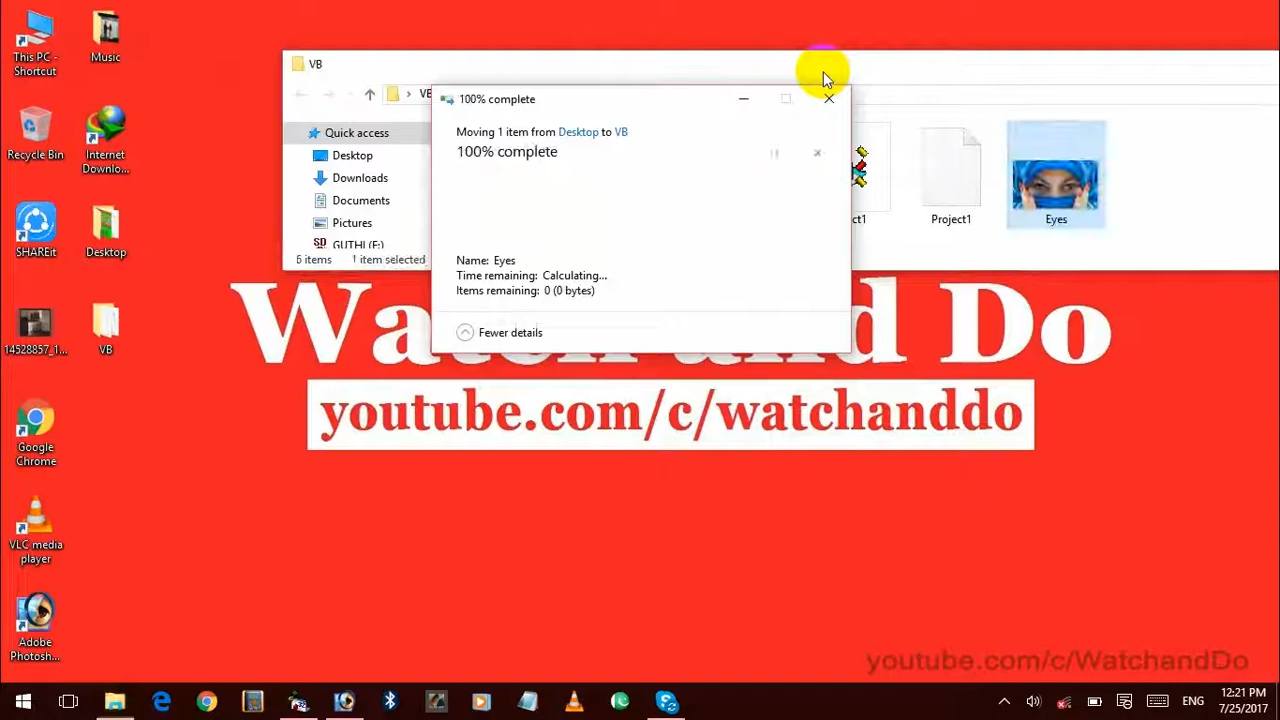 This PC -
Shortcut
Music
Recycle Bin
Internet
Downlo...
SHAREit
Desktop
14528857_1...
VB
Google
Chrome
VLC media
player
Adobe
Photosh...
VB
VB
Quick access
Desktop
Downloads
Documents
Pictures
GUTHI (F:)
6 items
1 item selected
100% complete
Moving 1 item from Desktop to VB
100% complete
Name: Eyes
Time remaining: Calculating...
Items remaining: 0 (0 bytes)
Fewer details
Project1
Eyes
Watch and Do
youtube.com/c/watchanddo
youtube.com/c/WatchandDo
ENG
12:21 PM
7/25/2017